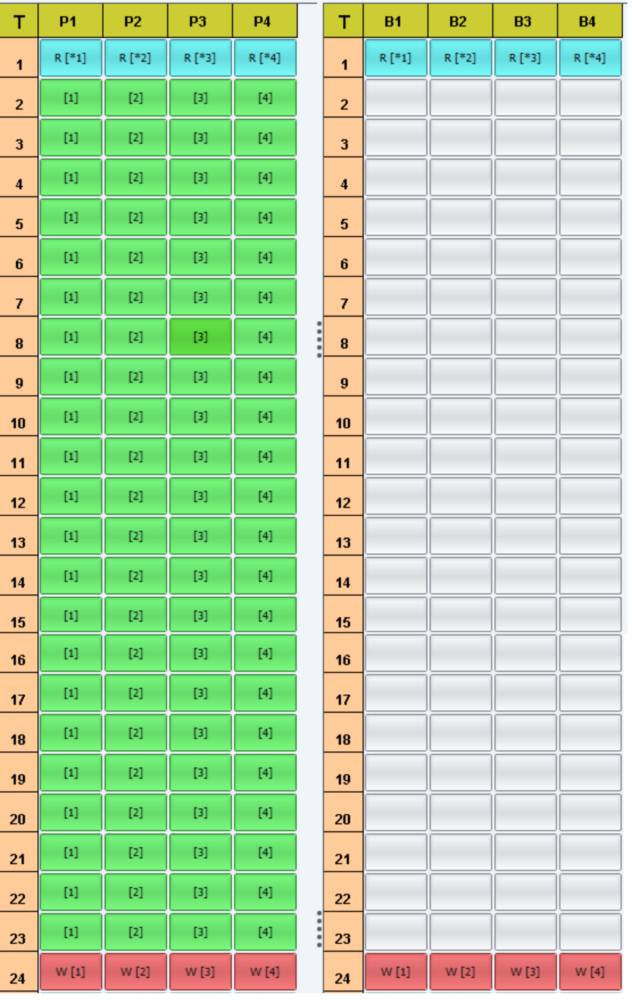 T P1 P2 P3 P4 T B1 B2 B3 B4
1 R [*1] R [*2] R [*3] R [*4] 1 R [*1] R [*2] R [*3] R [*4]
2 [1] [2] [3] [4] 2
3 [1] [2] [3] [4] 3
4 [1] [2] [3] [4] 4
5 [1] [2] [3] [4] 5
6 [1] [2] [3] [4] 6
7 [1] [2] [3] [4] 7
8 [1] [2] [3] [4] 8
9 [1] [2] [3] [4] 9
10 [1] [2] [3] [4] 10
11 [1] [2] [3] [4] 11
12 [1] [2] [3] [4] 12
13 [1] [2] [3] [4] 13
14 [1] [2] [3] [4] 14
15 [1] [2] [3] [4] 15
16 [1] [2] [3] [4] 16
17 [1] [2] [3] [4] 17
18 [1] [2] [3] [4] 18
19 [1] [2] [3] [4] 19
20 [1] [2] [3] [4] 20
21 [1] [2] [3] [4] 21
22 [1] [2] [3] [4] 22
23 [1] [2] [3] [4] 23
24 W [1] W [2] W [3] W [4] 24 W [1] W [2] W [3] W [4]